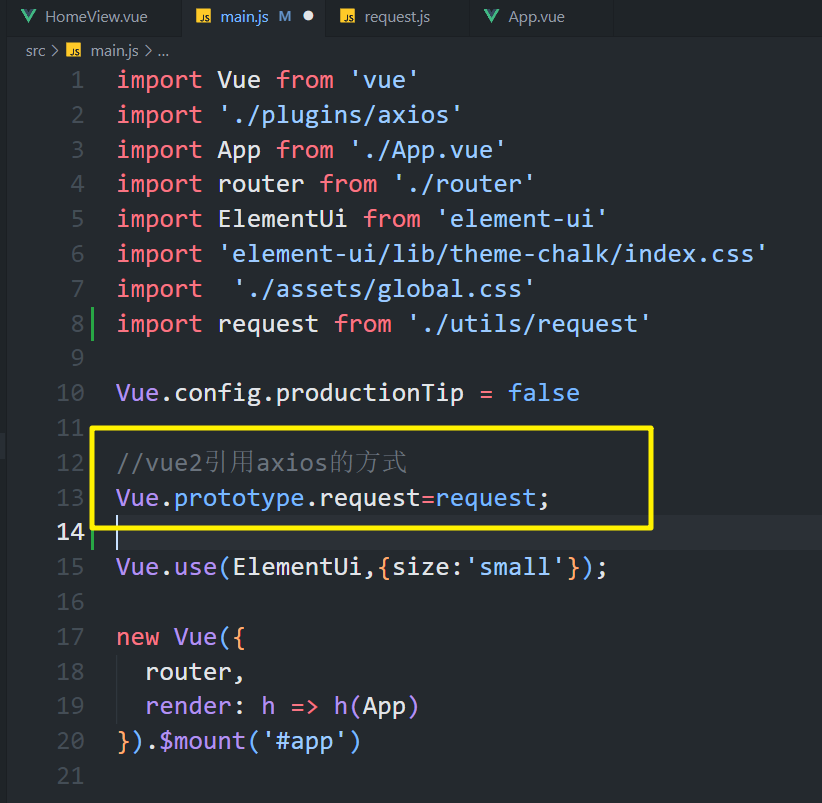 HomeView.vue JS main.js M JS request.js App.vue
src > JS main.js > ...
1 import Vue from 'vue'
2 import './plugins/axios'
3 import App from './App.vue'
4 import router from './router'
5 import ElementUi from 'element-ui'
6 import 'element-ui/lib/theme-chalk/index.css'
7 import  './assets/global.css'
8 import request from './utils/request'
9
10 Vue.config.productionTip = false
11
12 //vue2引用axios的方式
13 Vue.prototype.request=request;
14
15 Vue.use(ElementUi,{size:'small'});
16
17 new Vue({
18   router,
19   render: h => h(App)
20 }).$mount('#app')
21